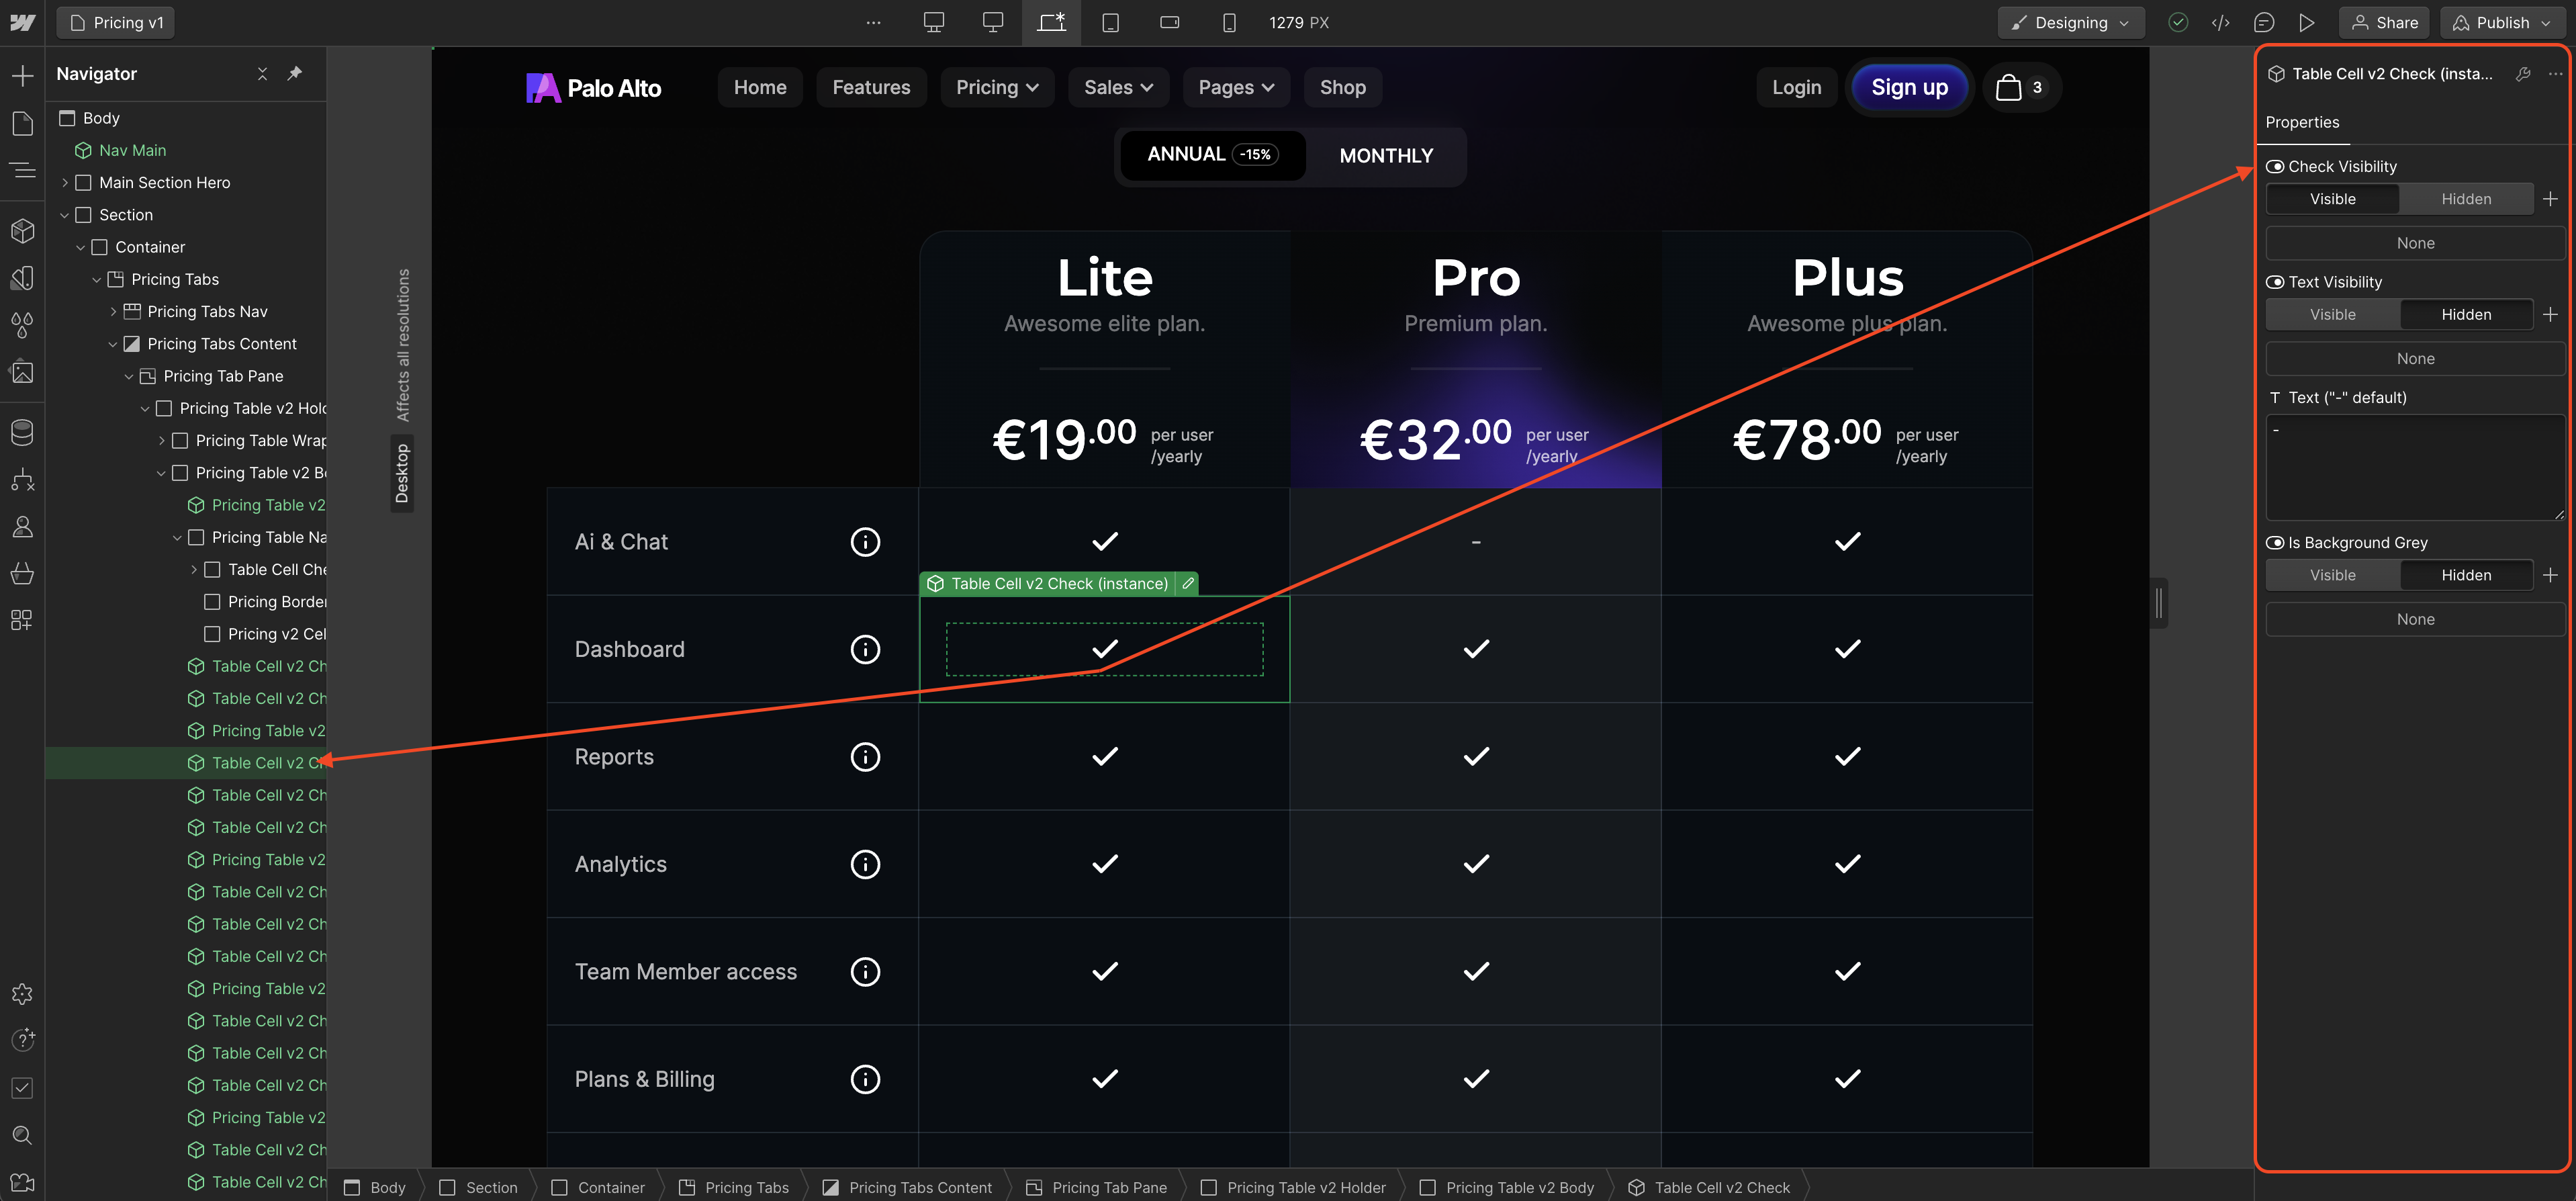 Pricing v1
1279 PX
Designing
Share
Publish
Navigator
Body
Nav Main
Main Section Hero
Section
Container
Pricing Tabs
Pricing Tabs Nav
Pricing Tabs Content
Pricing Tab Pane
Pricing Table v2 Hold
Pricing Table Wrap
Pricing Table v2 Bo
Pricing Table v2
Pricing Table Na
Table Cell Che
Pricing Border
Pricing v2 Cel
Table Cell v2 Ch
Table Cell v2 Ch
Pricing Table v2
Table Cell v2 Ch
Table Cell v2 Ch
Table Cell v2 Ch
Pricing Table v2
Table Cell v2 Ch
Table Cell v2 Ch
Table Cell v2 Ch
Pricing Table v2
Table Cell v2 Ch
Table Cell v2 Ch
Table Cell v2 Ch
Pricing Table v2
Table Cell v2 Ch
Table Cell v2 Ch
Affects all resolutions
Desktop
Palo Alto
Home
Features
Pricing
Sales
Pages
Shop
Login
Sign up
3
ANNUAL -15%
MONTHLY
Lite
Awesome elite plan.
€19.00 per user
/yearly
Pro
Premium plan.
€32.00 per user
/yearly
Plus
Awesome plus plan.
€78.00 per user
/yearly
Ai & Chat
-
Table Cell v2 Check (instance)
Dashboard
Reports
Analytics
Team Member access
Plans & Billing
Body
Section
Container
Pricing Tabs
Pricing Tabs Content
Pricing Tab Pane
Pricing Table v2 Holder
Pricing Table v2 Body
Table Cell v2 Check
Table Cell v2 Check (insta...
Properties
Check Visibility
Visible Hidden
None
Text Visibility
Visible Hidden
None
T Text ("-" default)
-
Is Background Grey
Visible Hidden
None